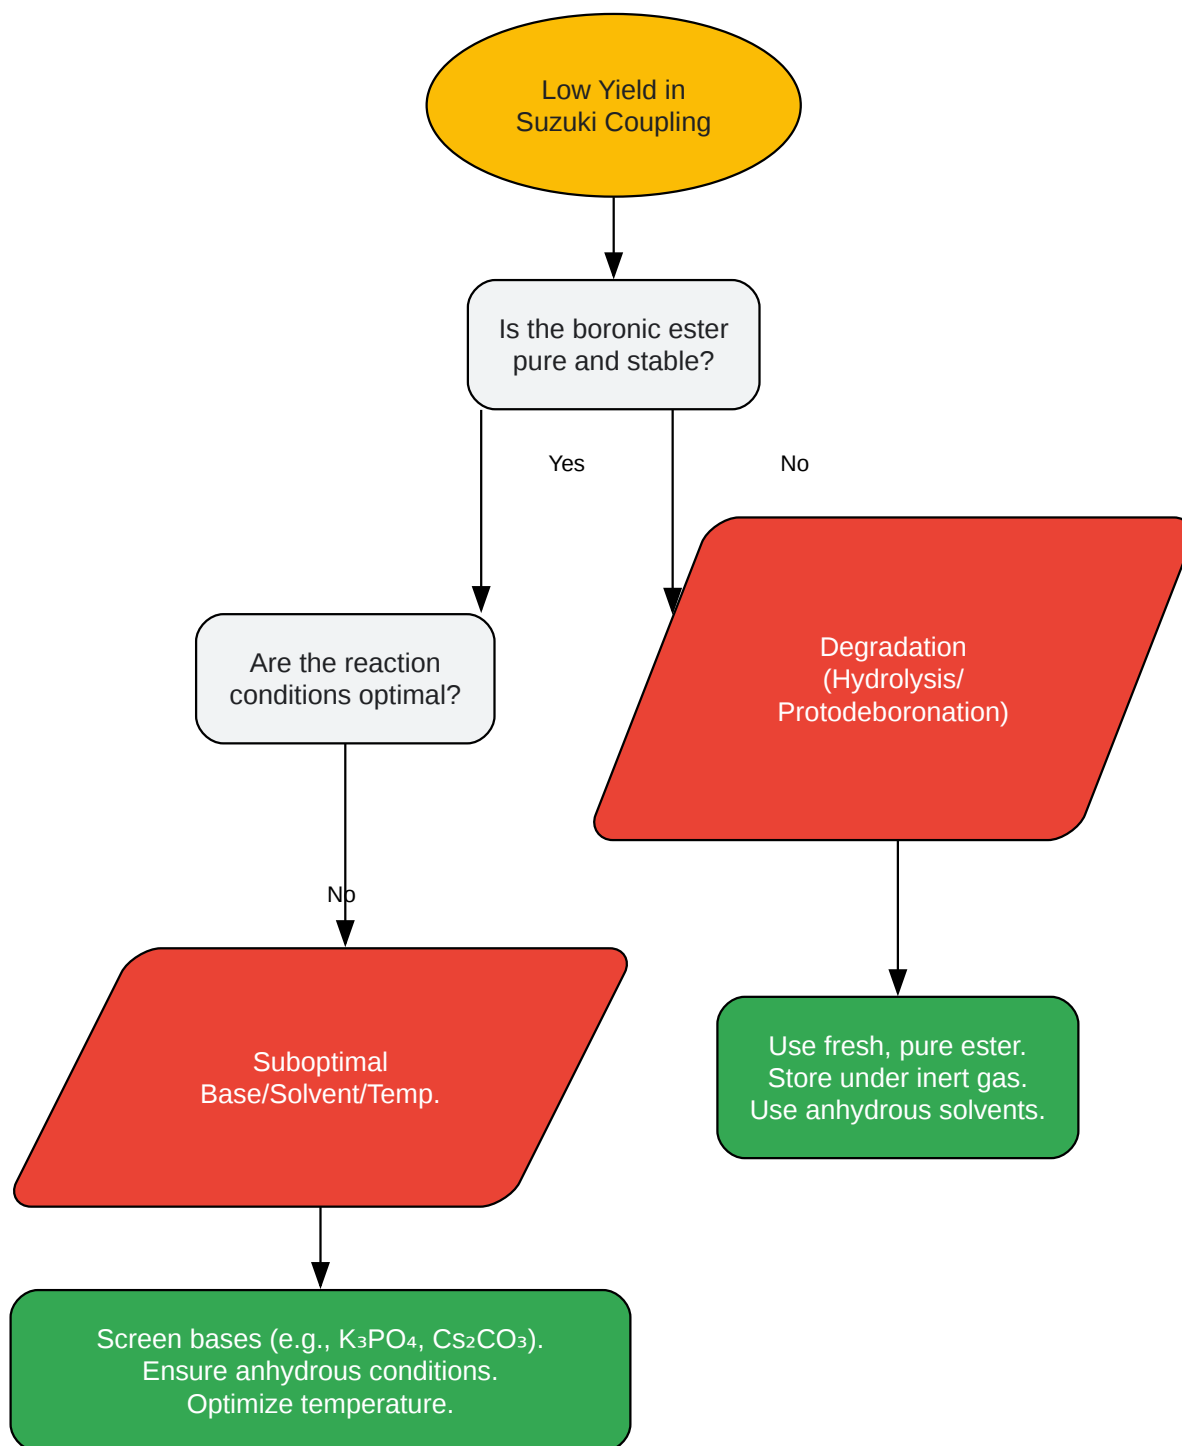 Low Yield in
Suzuki Coupling
Is the boronic ester
pure and stable?
Yes
No
Are the reaction
conditions optimal?
Degradation
(Hydrolysis/
Protodeboronation)
No
Suboptimal
Base/Solvent/Temp.
Use fresh, pure ester.
Store under inert gas.
Use anhydrous solvents.
Screen bases (e.g., K₃PO₄, Cs₂CO₃).
Ensure anhydrous conditions.
Optimize temperature.